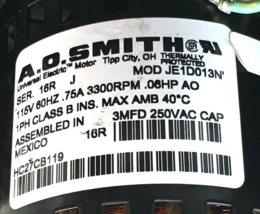 A.O.SMITH
Universal Electric™ Motor Tipp City, OH THERMALLY PROTECTED
MOD JE1D013N
SER. 16R J
115V 60HZ .75A 3300RPM .06HP AO
1PH CLASS B INS. MAX AMB 40°C
ASSEMBLED IN 16R 3MFD 250VAC CAP
MEXICO
HC27CB119